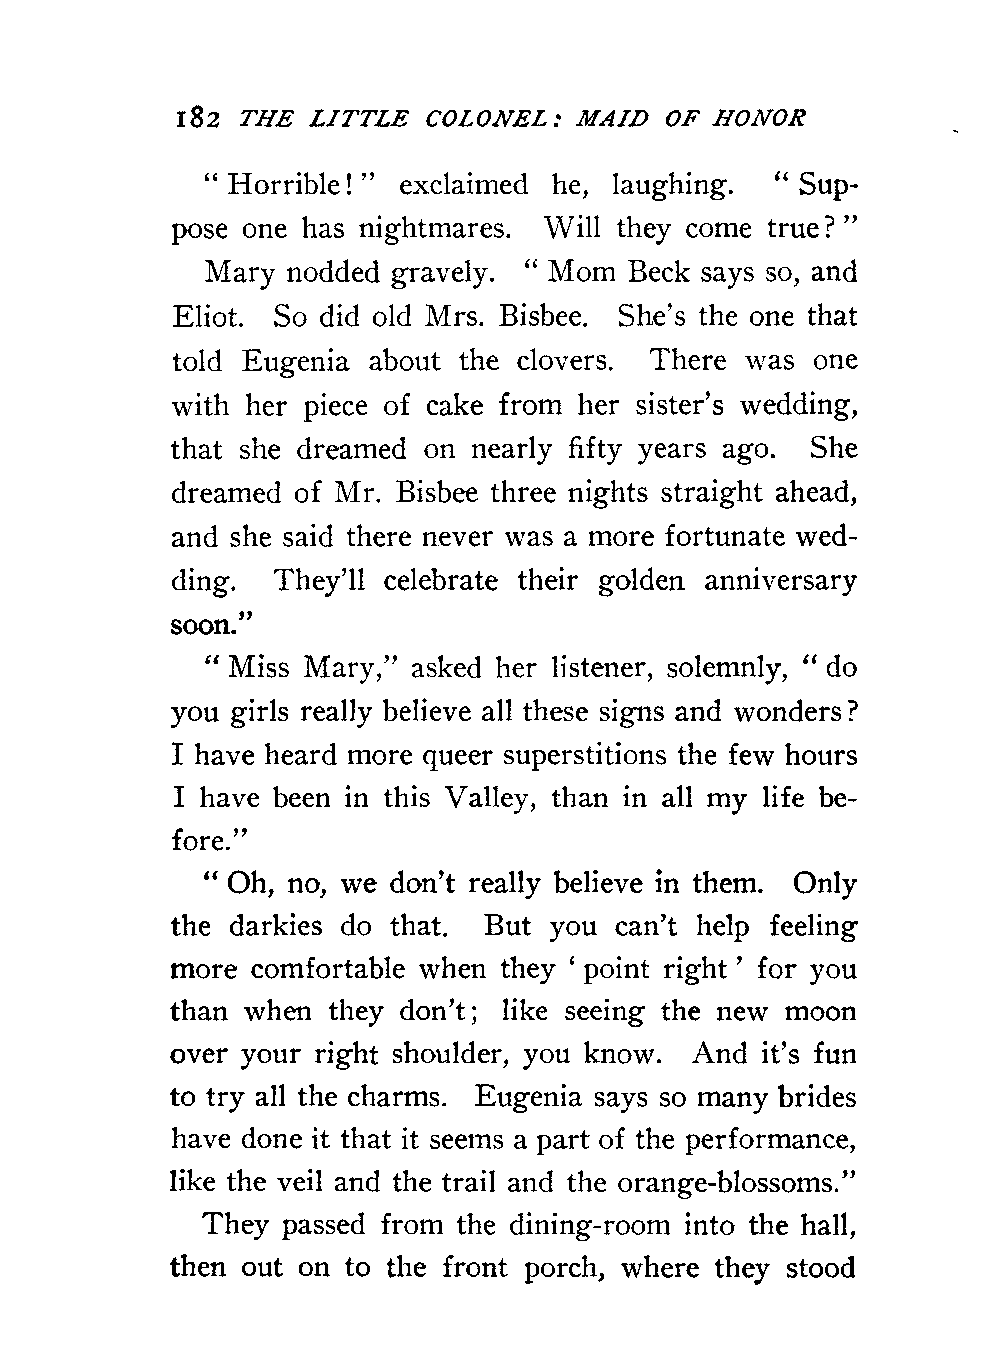 182 THE LITTLE COLONEL: MAID OF HONOR
" Horrible! " exclaimed he, laughing. " Sup-
pose one has nightmares. Will they come true? "
Mary nodded gravely. " Mom Beck says so, and
Eliot. So did old Mrs. Bisbee. She's the one that
told Eugenia about the clovers. There was one
with her piece of cake from her sister's wedding,
that she dreamed on nearly fifty years ago. She
dreamed of Mr. Bisbee three nights straight ahead,
and she said there never was a more fortunate wed-
ding. They'll celebrate their golden anniversary
soon."
" Miss Mary," asked her listener, solemnly, " do
you girls really believe all these signs and wonders?
I have heard more queer superstitions the few hours
I have been in this Valley, than in all my life be-
fore."
" Oh, no, we don't really believe in them. Only
the darkies do that. But you can't help feeling
more comfortable when they ' point right ' for you
than when they don't; like seeing the new moon
over your right shoulder, you know. And it's fun
to try all the charms. Eugenia says so many brides
have done it that it seems a part of the performance,
like the veil and the trail and the orange-blossoms."
They passed from the dining-room into the hall,
then out on to the front porch, where they stood